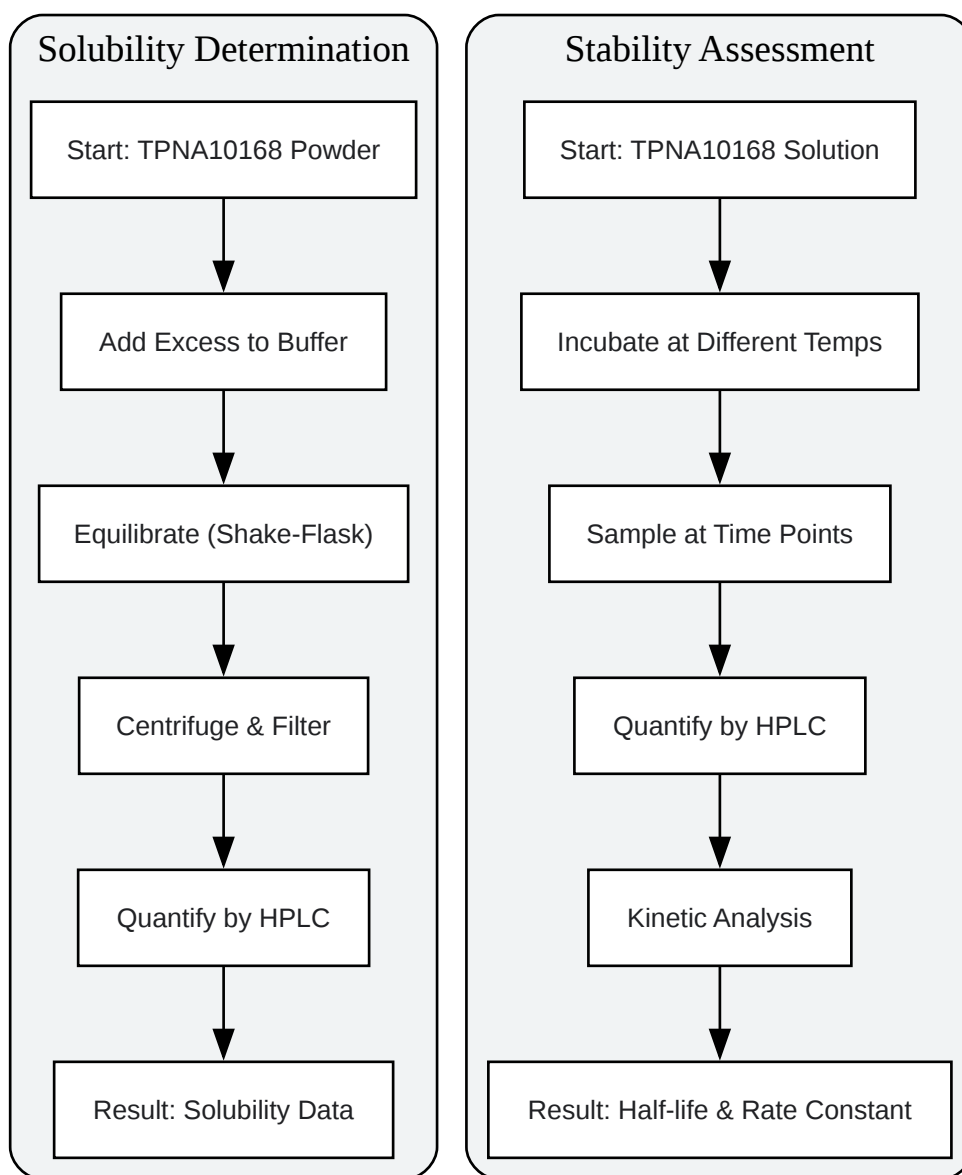 Solubility Determination
Start: TPNA10168 Powder
Add Excess to Buffer
Equilibrate (Shake-Flask)
Centrifuge & Filter
Quantify by HPLC
Result: Solubility Data
Stability Assessment
Start: TPNA10168 Solution
Incubate at Different Temps
Sample at Time Points
Quantify by HPLC
Kinetic Analysis
Result: Half-life & Rate Constant